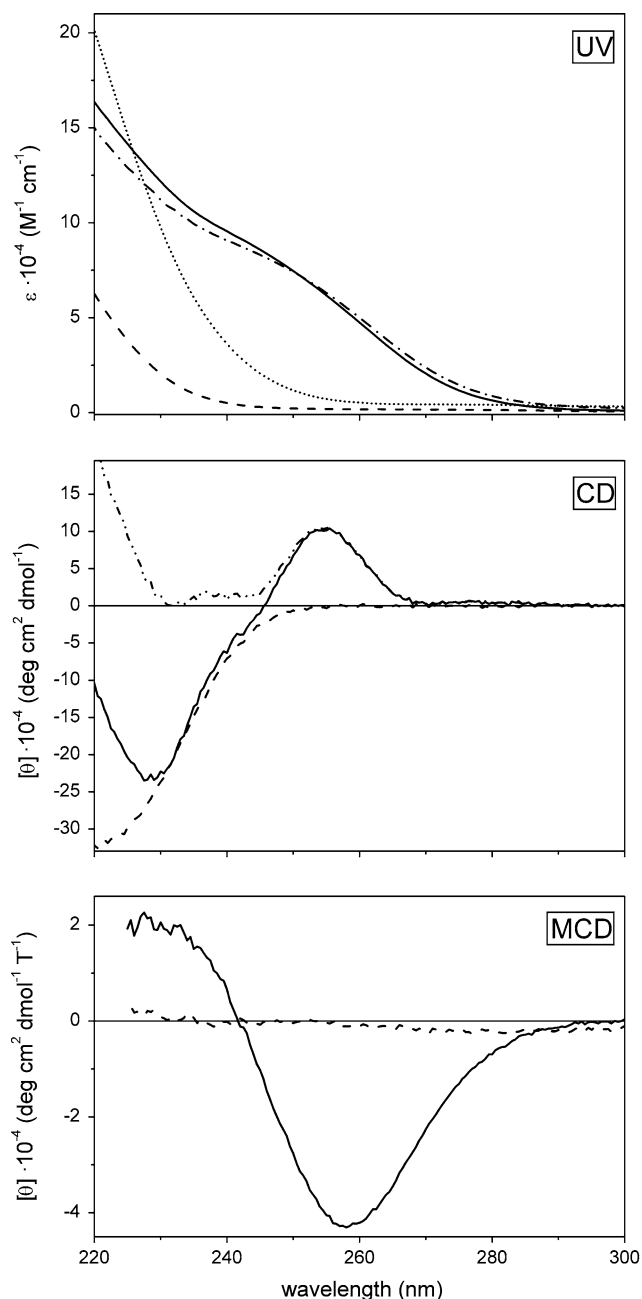 UV
20
15
10
5
0
ε ·10⁻⁴ (M⁻¹ cm⁻¹)
CD
15
10
5
0
-5
-10
-15
-20
-25
-30
[θ] ·10⁻⁴ (deg cm² dmol⁻¹)
MCD
2
0
-2
-4
[θ] ·10⁻⁴ (deg cm² dmol⁻¹ T⁻¹)
220 240 260 280 300
wavelength (nm)